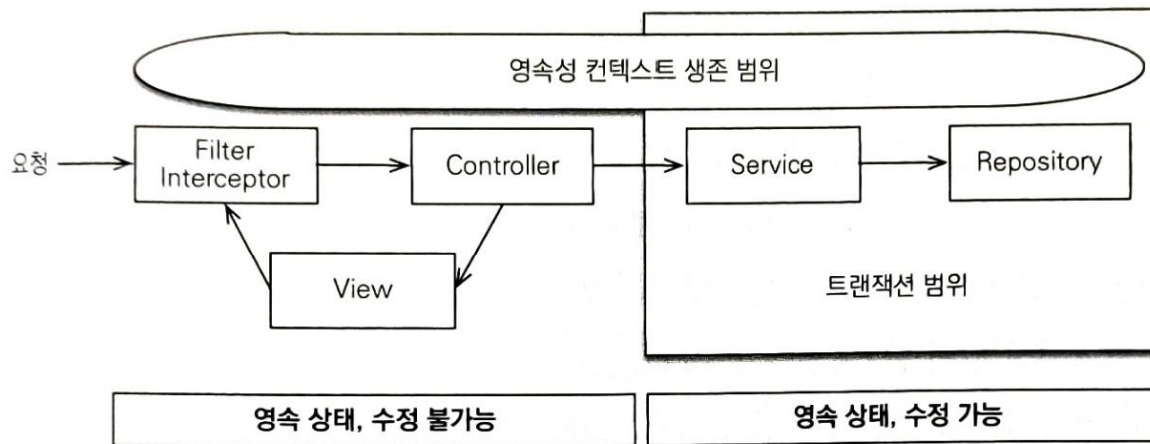 영속성 컨텍스트 생존 범위
요청
Filter
Interceptor
Controller
Service
Repository
View
트랜잭션 범위
영속 상태, 수정 불가능
영속 상태, 수정 가능